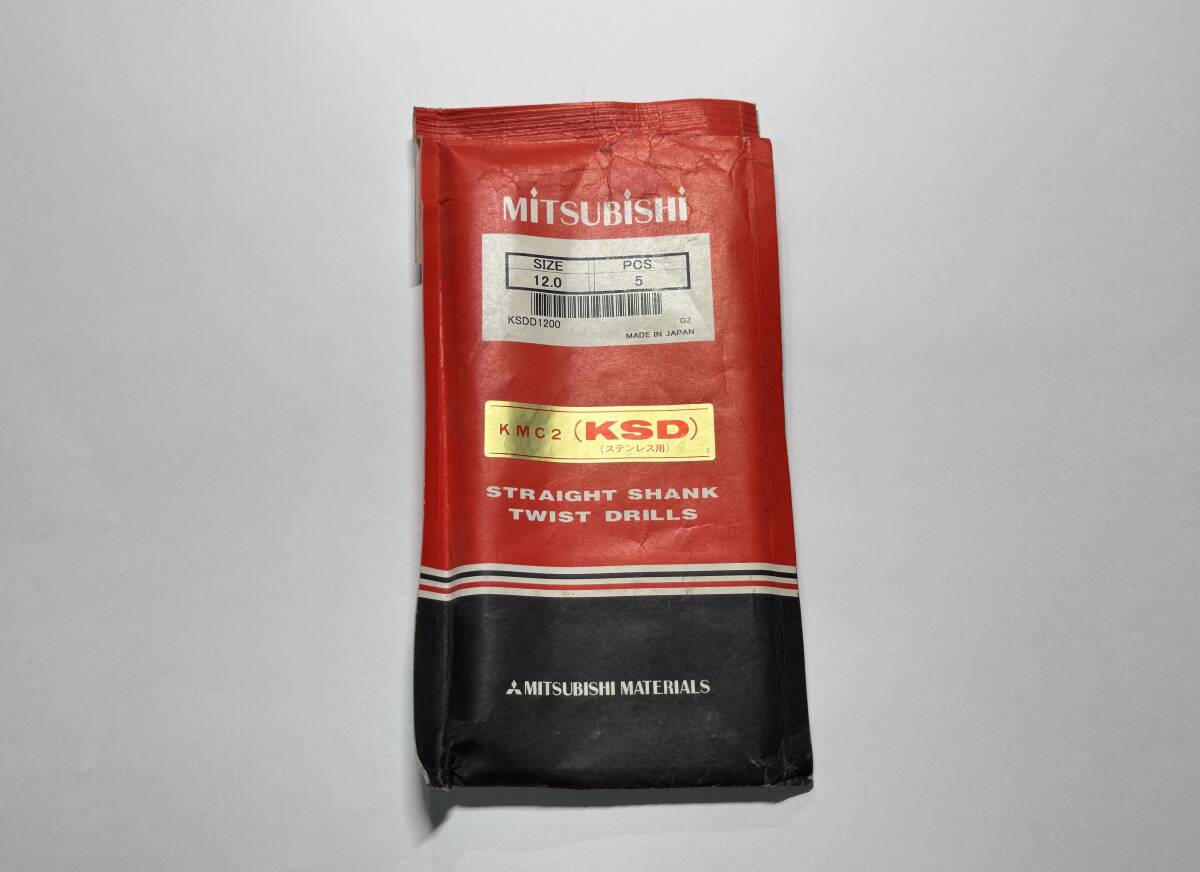 MiTSUBiSHi
SIZE PCS.
12.0 5
KSDD1200 GZ
MADE IN JAPAN
KMC2 (KSD)
(ステンレス用) 3
STRAIGHT SHANK
TWIST DRILLS
MITSUBISHI MATERIALS